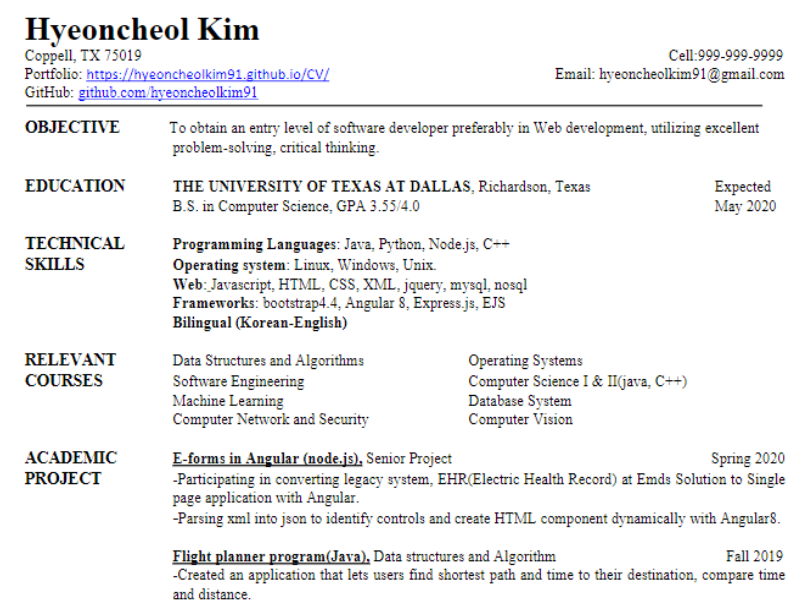 Hyeoncheol Kim
Coppell, TX 75019 Cell:999-999-9999
Portfolio: https://hyeoncheolkim91.github.io/CV/ Email: hyeoncheolkim91@gmail.com
GitHub: github.com/hyeoncheolkim91
OBJECTIVE To obtain an entry level of software developer preferably in Web development, utilizing excellent
problem-solving, critical thinking.
EDUCATION THE UNIVERSITY OF TEXAS AT DALLAS, Richardson, Texas Expected
B.S. in Computer Science, GPA 3.55/4.0 May 2020
TECHNICAL Programming Languages: Java, Python, Node.js, C++
SKILLS Operating system: Linux, Windows, Unix.
Web: Javascript, HTML, CSS, XML, jquery, mysql, nosql
Frameworks: bootstrap4.4, Angular 8, Express.js, EJS
Bilingual (Korean-English)
RELEVANT Data Structures and Algorithms Operating Systems
COURSES Software Engineering Computer Science I & II(java, C++)
Machine Learning Database System
Computer Network and Security Computer Vision
ACADEMIC E-forms in Angular (node.js), Senior Project Spring 2020
PROJECT -Participating in converting legacy system, EHR(Electric Health Record) at Emds Solution to Single
page application with Angular.
-Parsing xml into json to identify controls and create HTML component dynamically with Angular8.
Flight planner program(Java), Data structures and Algorithm Fall 2019
-Created an application that lets users find shortest path and time to their destination, compare time
and distance.